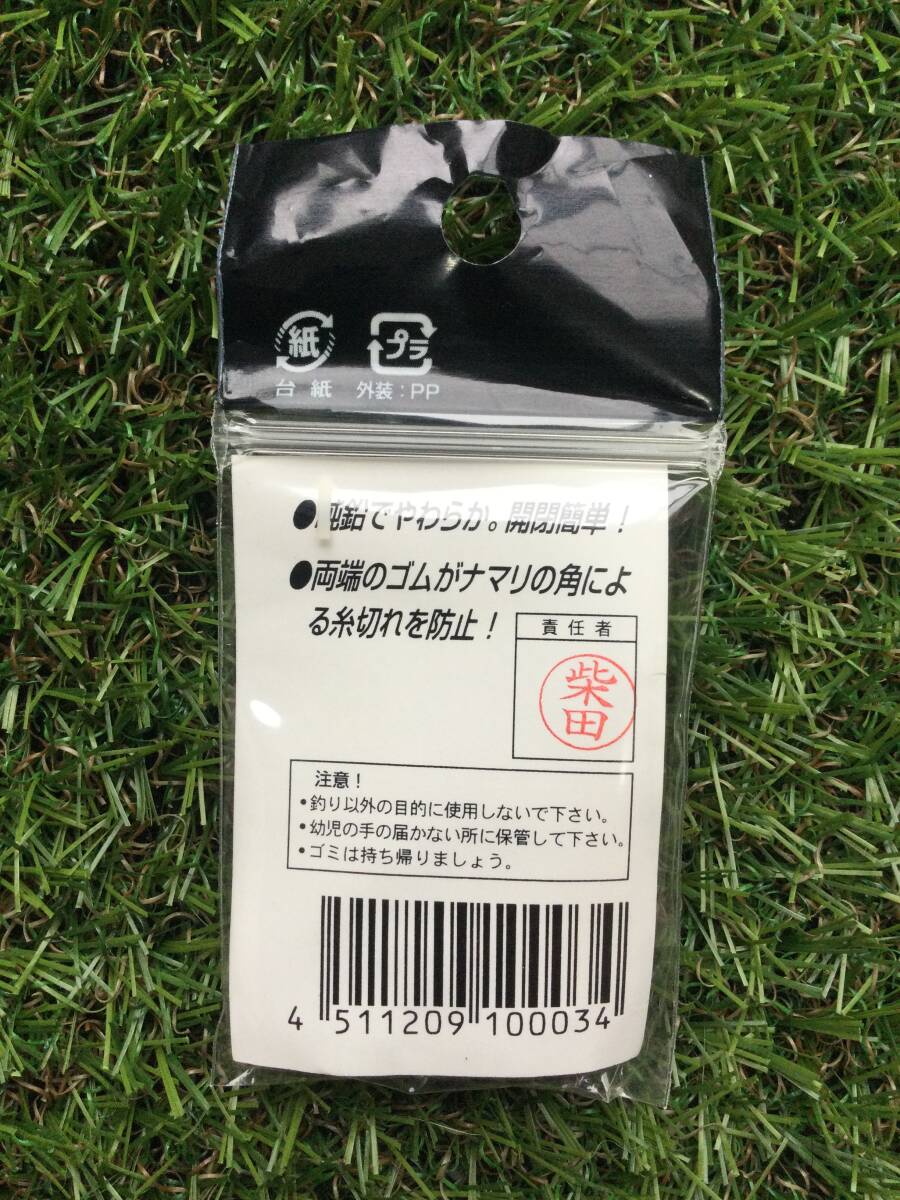 紙 プラ
台紙 外装：PP
●純鉛でやわらか。開閉簡単！
●両端のゴムがナマリの角によ
る糸切れを防止！
責任者
柴田
注意！
・釣り以外の目的に使用しないで下さい。
・幼児の手の届かない所に保管して下さい。
・ゴミは持ち帰りましょう。
4 511209 100034